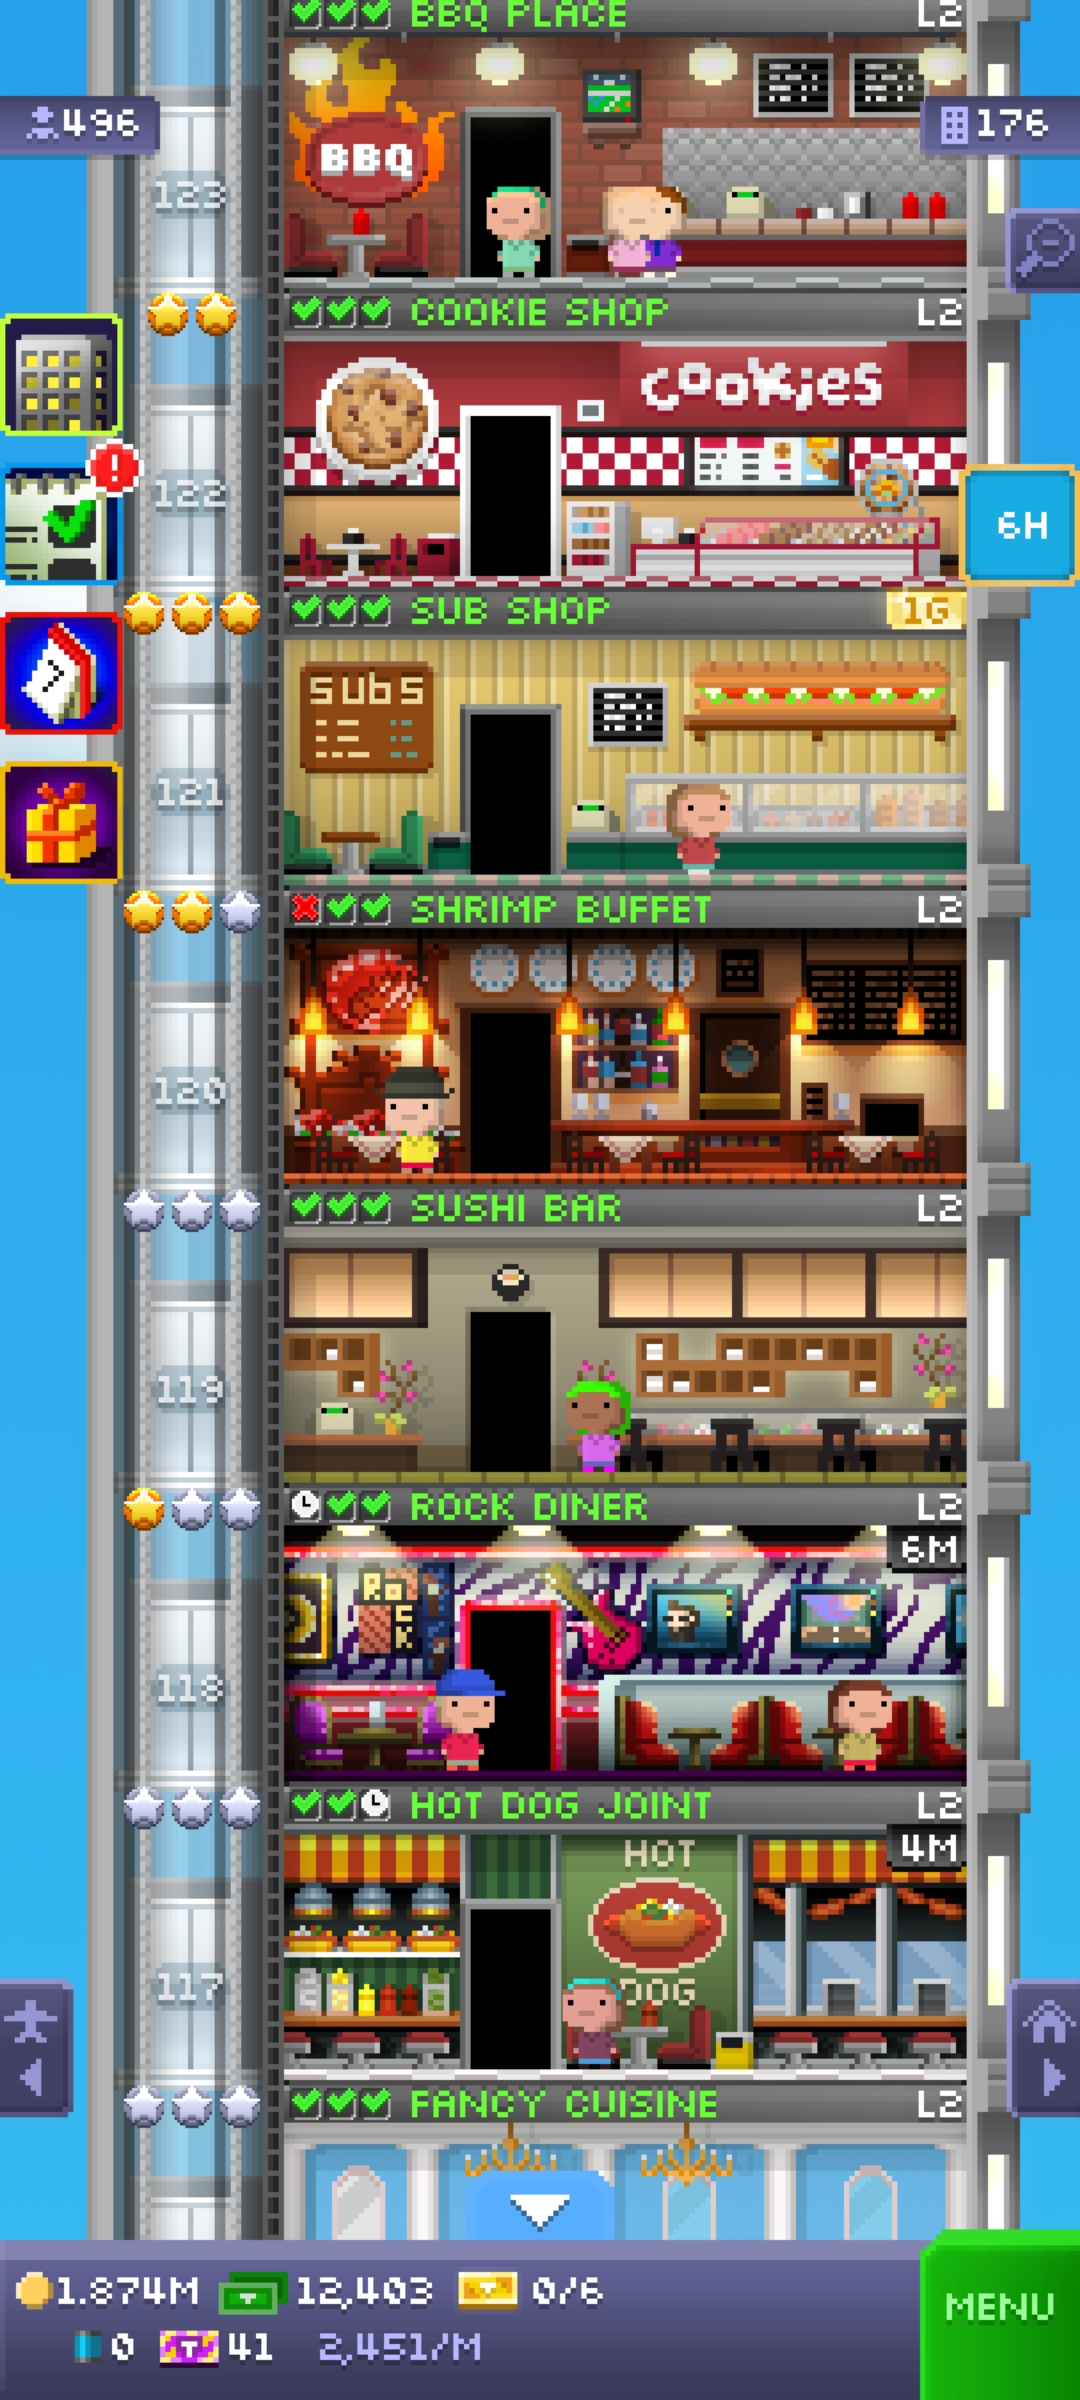 BBQ PLACE L2
496
176
BBQ
123
COOKIE SHOP L2
cookies
122
6H
SUB SHOP 1G
SUBS
121
SHRIMP BUFFET L2
120
SUSHI BAR L2
119
ROCK DINER L2
6M
ROCK
118
HOT DOG JOINT L2
4M
HOT
DOG
117
FANCY CUISINE L2
1.874M 12,403 0/6
0 T 41 2,451/M
MENU